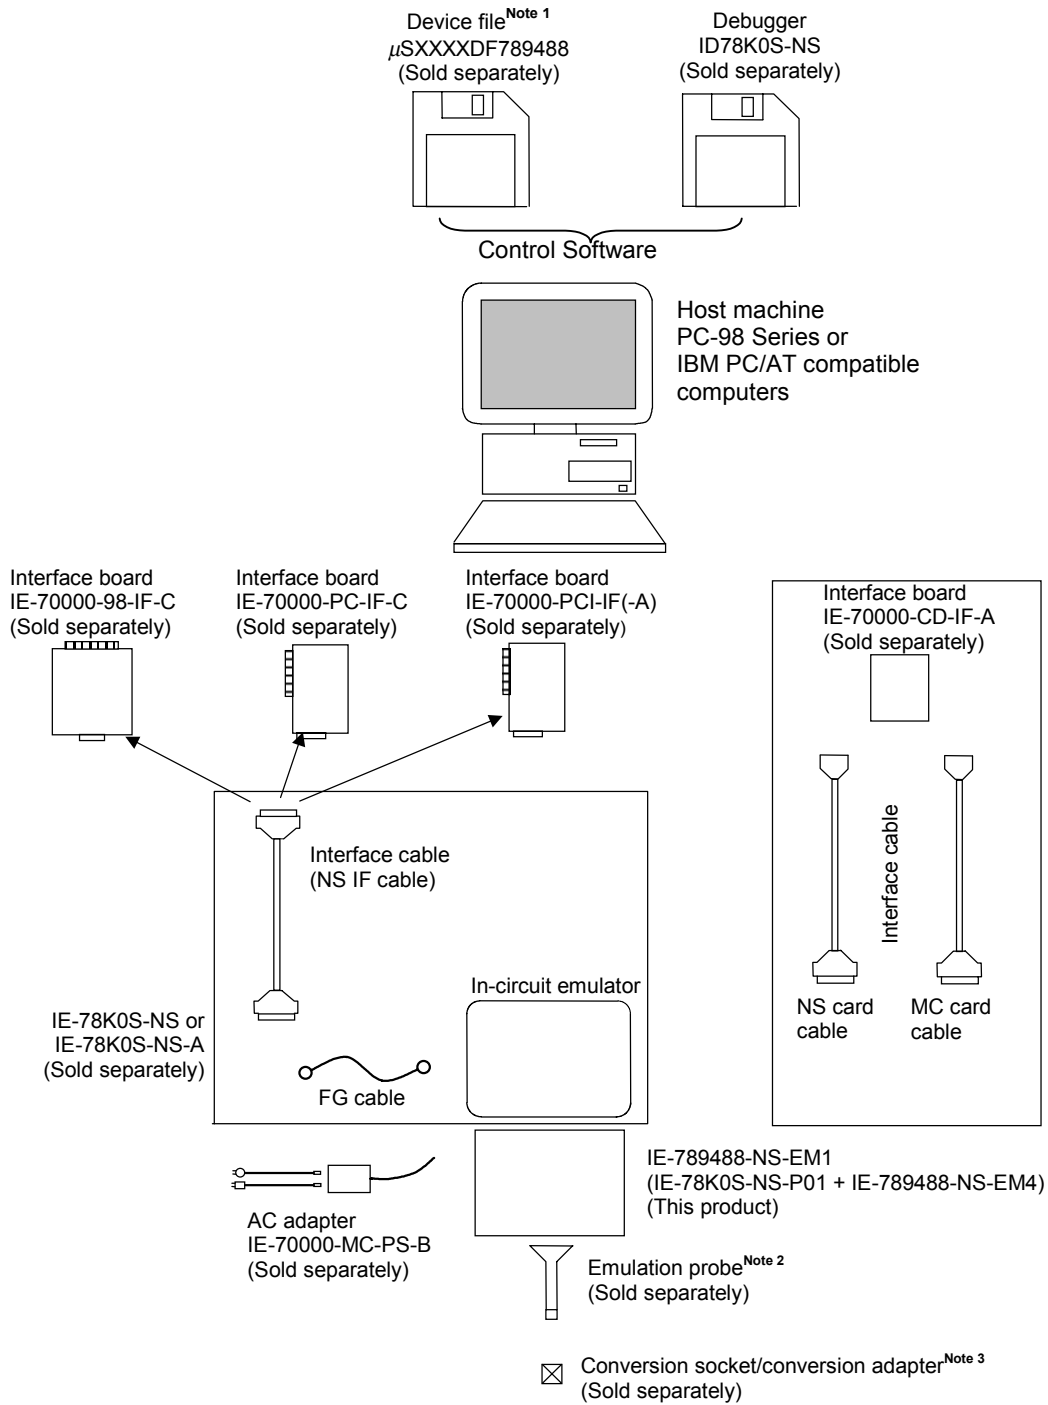 Device file Note 1
μSXXXXDF789488
(Sold separately)
Debugger
ID78K0S-NS
(Sold separately)
Control Software
Host machine
PC-98 Series or
IBM PC/AT compatible
computers
Interface board
IE-70000-98-IF-C
(Sold separately)
Interface board
IE-70000-PC-IF-C
(Sold separately)
Interface board
IE-70000-PCI-IF(-A)
(Sold separately)
Interface board
IE-70000-CD-IF-A
(Sold separately)
Interface cable
(NS IF cable)
Interface cable
NS card
cable
MC card
cable
In-circuit emulator
IE-78K0S-NS or
IE-78K0S-NS-A
(Sold separately)
FG cable
IE-789488-NS-EM1
(IE-78K0S-NS-P01 + IE-789488-NS-EM4)
(This product)
AC adapter
IE-70000-MC-PS-B
(Sold separately)
Emulation probe Note 2
(Sold separately)
Conversion socket/conversion adapter Note 3
(Sold separately)